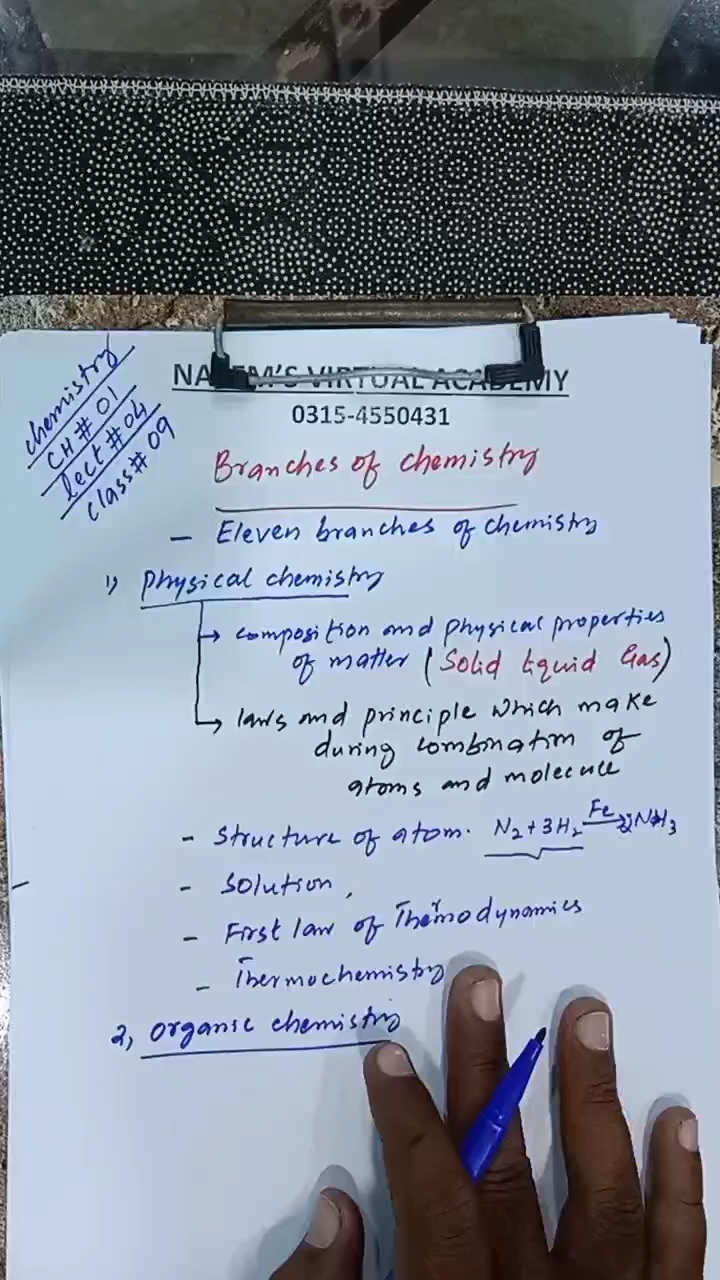 VIRTUAL ACADEMY
0315-4550431
chemistry
CH # 01
lect # 04
class # 09
Branches of chemistry
- Eleven branches of chemistry
1) Physical chemistry
→ composition and physical properties
of matter (Solid liquid Gas)
→ laws and principle which make
during combination of
atoms and molecule
- Structure of atom. N₂ + 3H₂ Fe→ 2NH₃
- Solution,
- First law of Thermodynamics
- Thermochemistry
2, organic chemistry